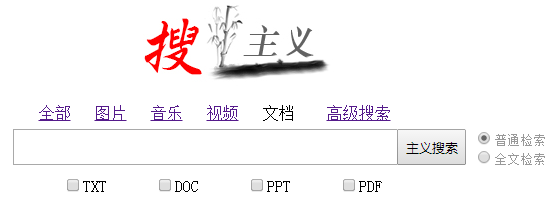 搜主义
全部 图片 音乐 视频 文档 高级搜索
主义搜索
普通检索
全文检索
TXT DOC PPT PDF